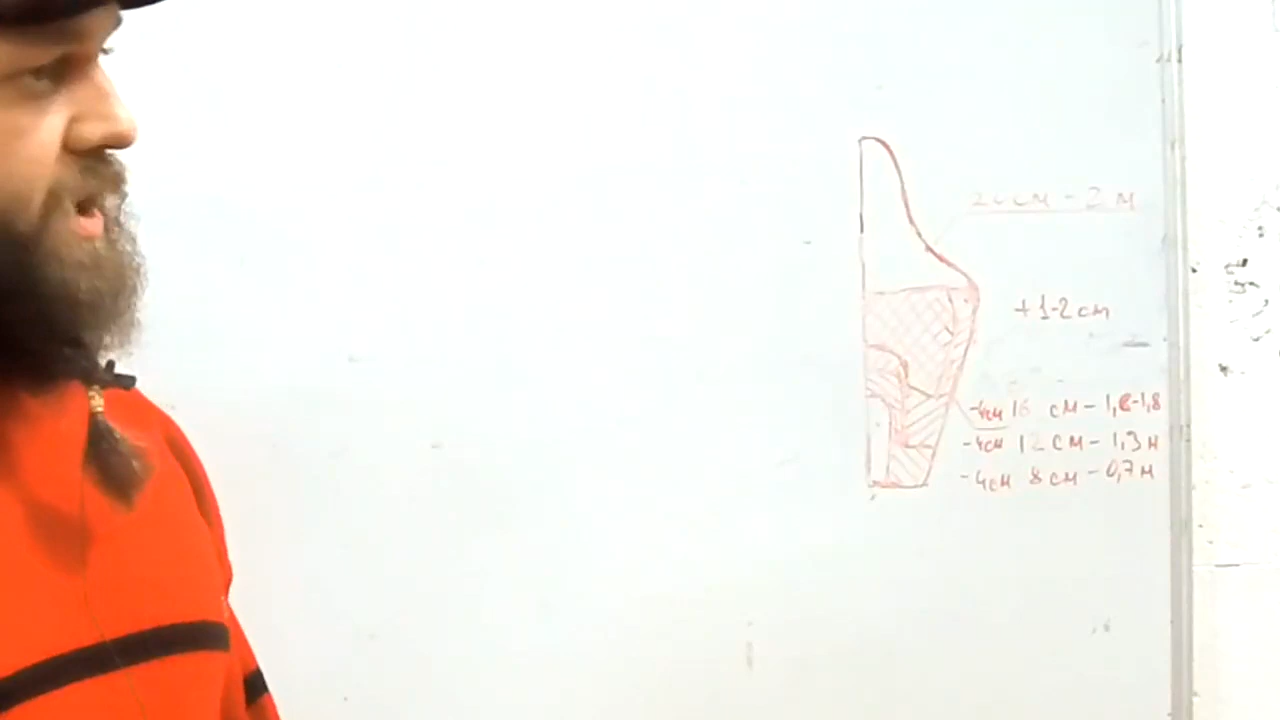 20 см - 2 м
+1-2 см
-4см 16 см - 1,6-1,8
-4см 12 см - 1,3 м
-4см 8 см - 0,7 м